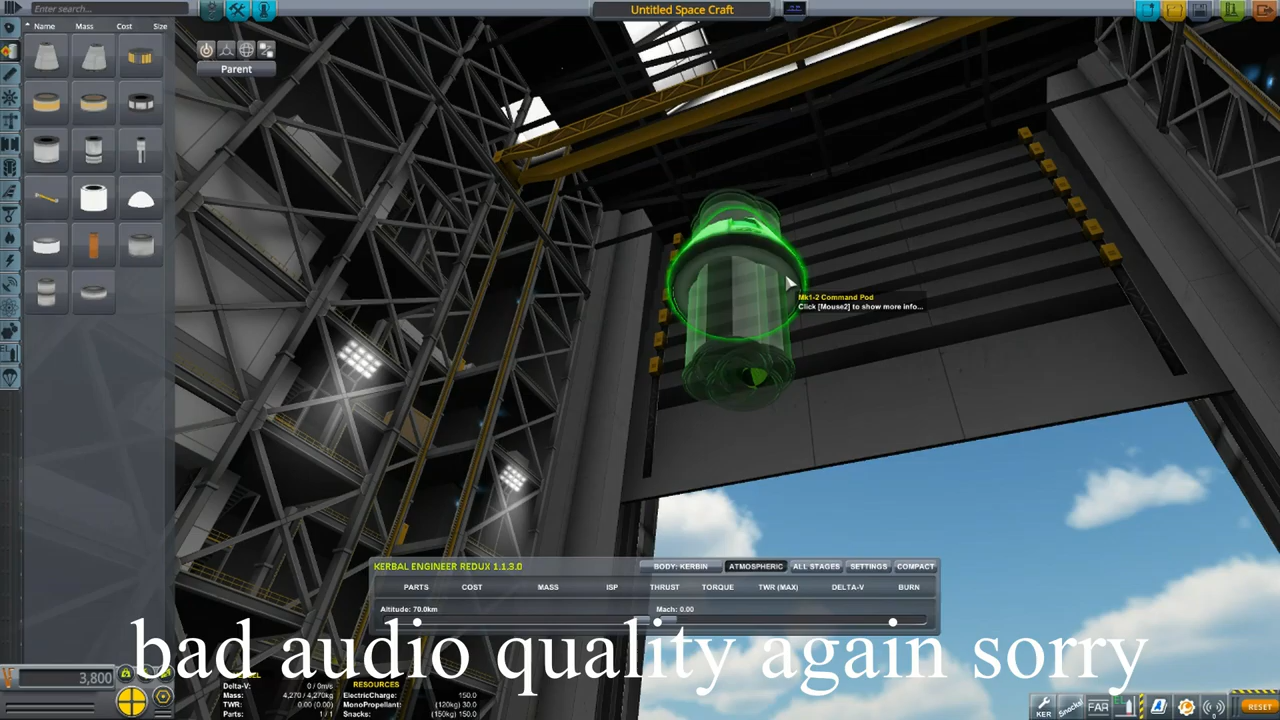 Enter search...
Untitled Space Craft
Name Mass Cost Size
Parent
Mk1-2 Command Pod
Click [Mouse2] to show more info...
KERBAL ENGINEER REDUX 1.1.3.0
BODY: KERBIN ATMOSPHERIC ALL STAGES SETTINGS COMPACT
PARTS COST MASS ISP THRUST TORQUE TWR (MAX) DELTA-V BURN
Altitude: 70.0km Mach: 0.00
bad audio quality again sorry
3,800
RESOURCES
Delta-V: 0 / 0m/s
Mass: 4,270 / 4,270kg
TWR: 0.00 (0.00)
Parts: 1 / 1
ElectricCharge: 150.0
MonoPropellant: (120kg) 30.0
Snacks: (150kg) 150.0
KER
Snacks!
FAR
EL
RESET